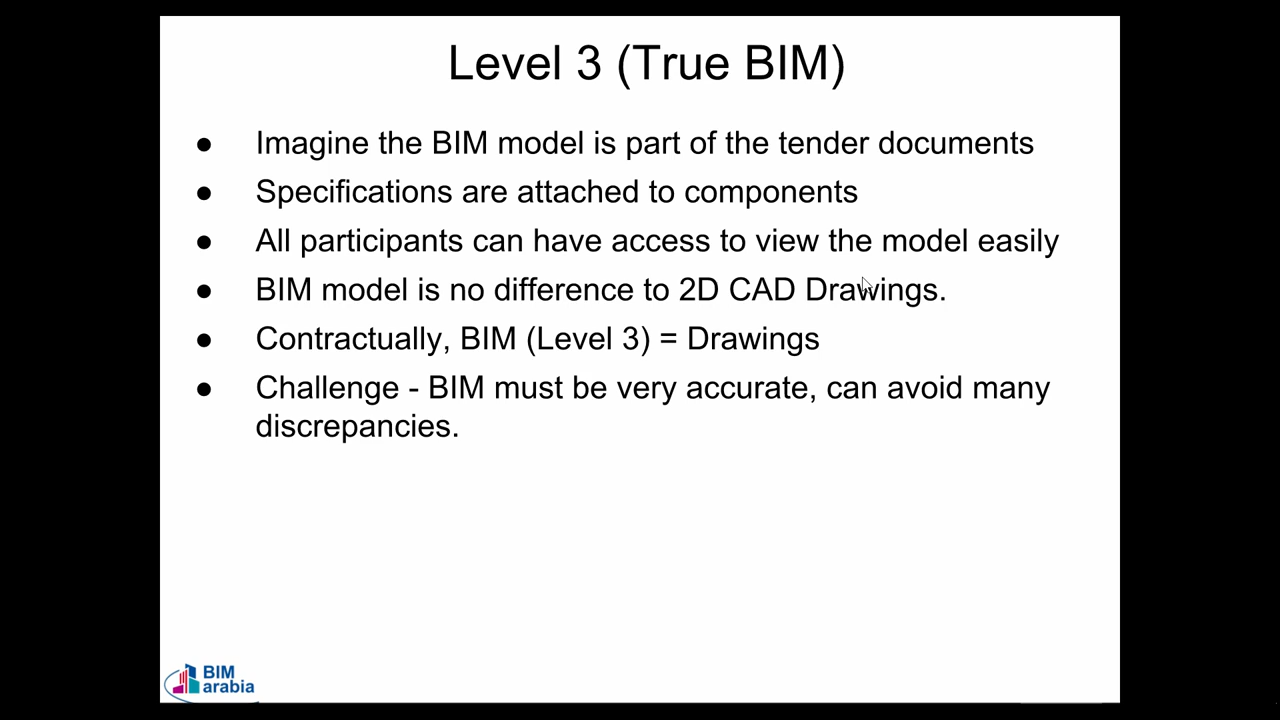 Level 3 (True BIM)
● Imagine the BIM model is part of the tender documents
● Specifications are attached to components
● All participants can have access to view the model easily
● BIM model is no difference to 2D CAD Drawings.
● Contractually, BIM (Level 3) = Drawings
● Challenge - BIM must be very accurate, can avoid many
discrepancies.
BIM
arabia